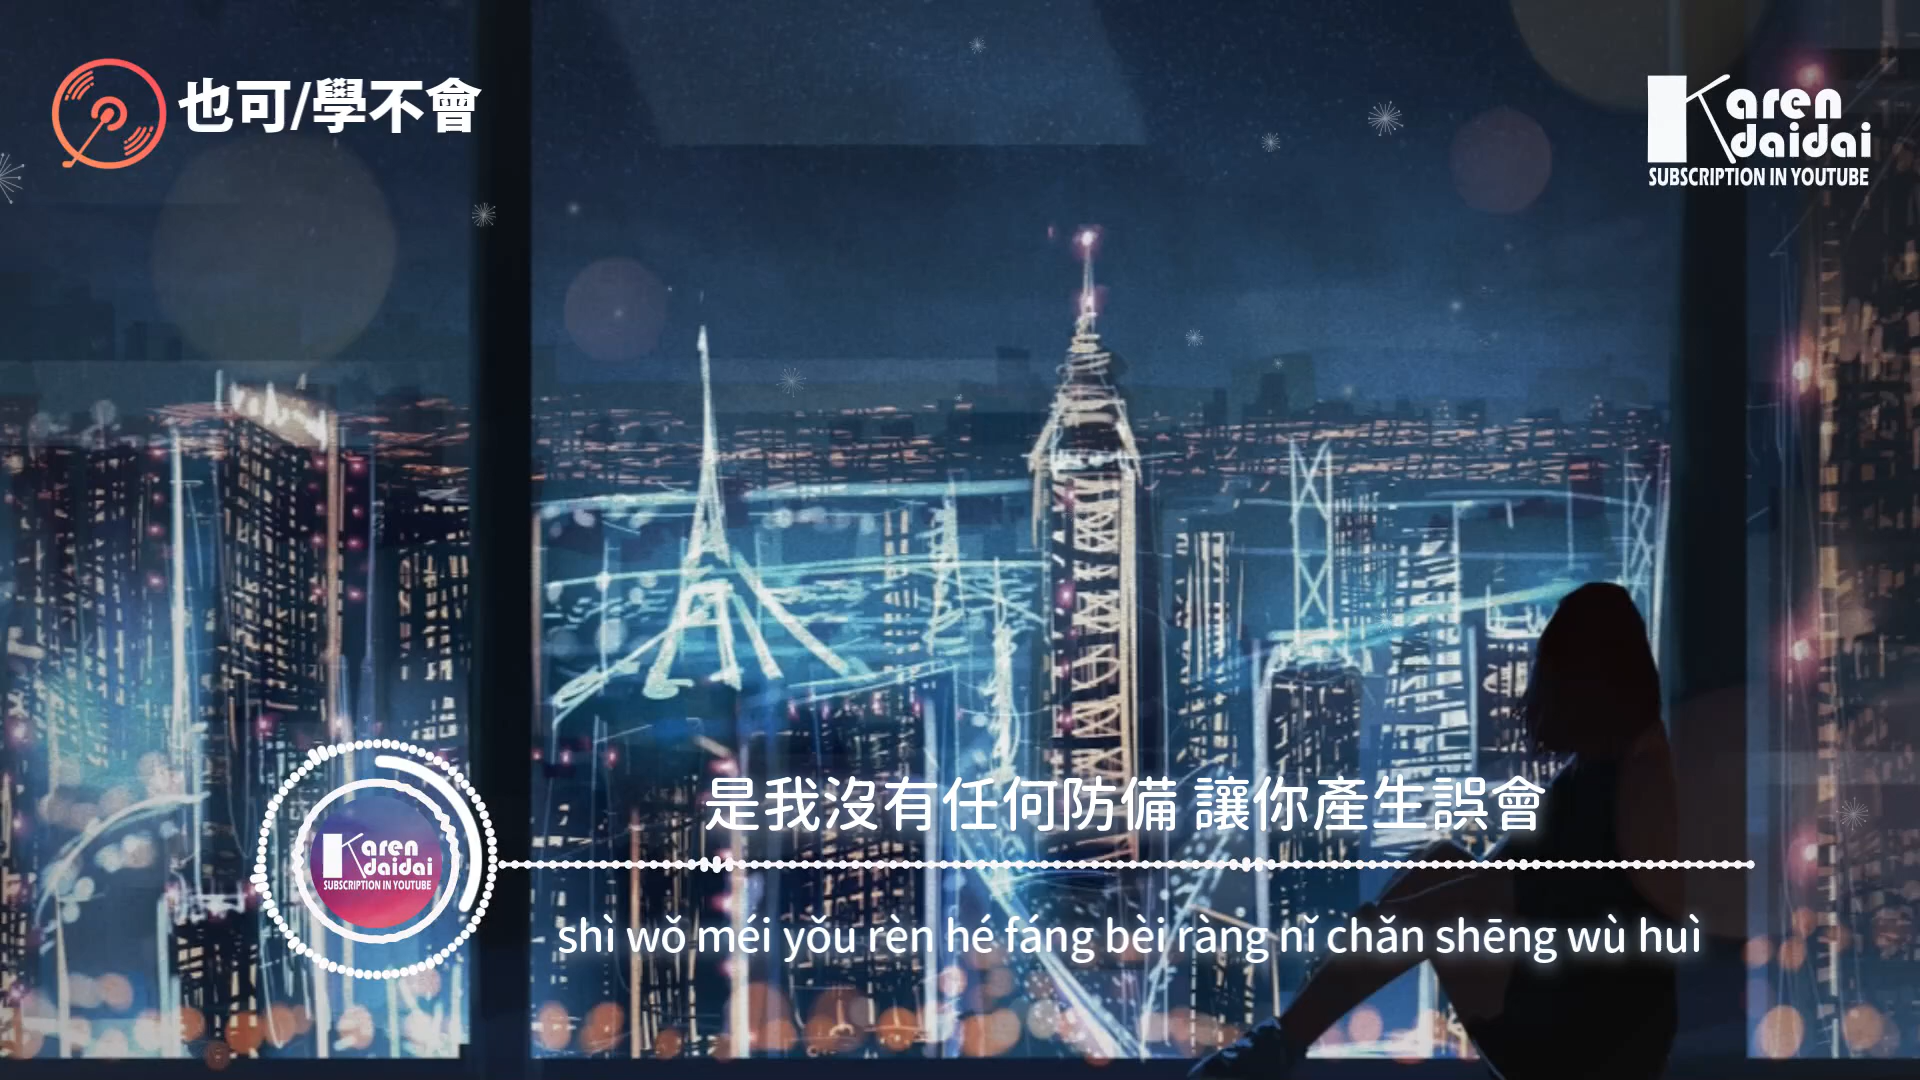 也可/學不會
Karen
daidai
SUBSCRIPTION IN YOUTUBE
是我沒有任何防備 讓你產生誤會
Karen
daidai
SUBSCRIPTION IN YOUTUBE
shì wǒ méi yǒu rèn hé fáng bèi ràng nǐ chǎn shēng wù huì